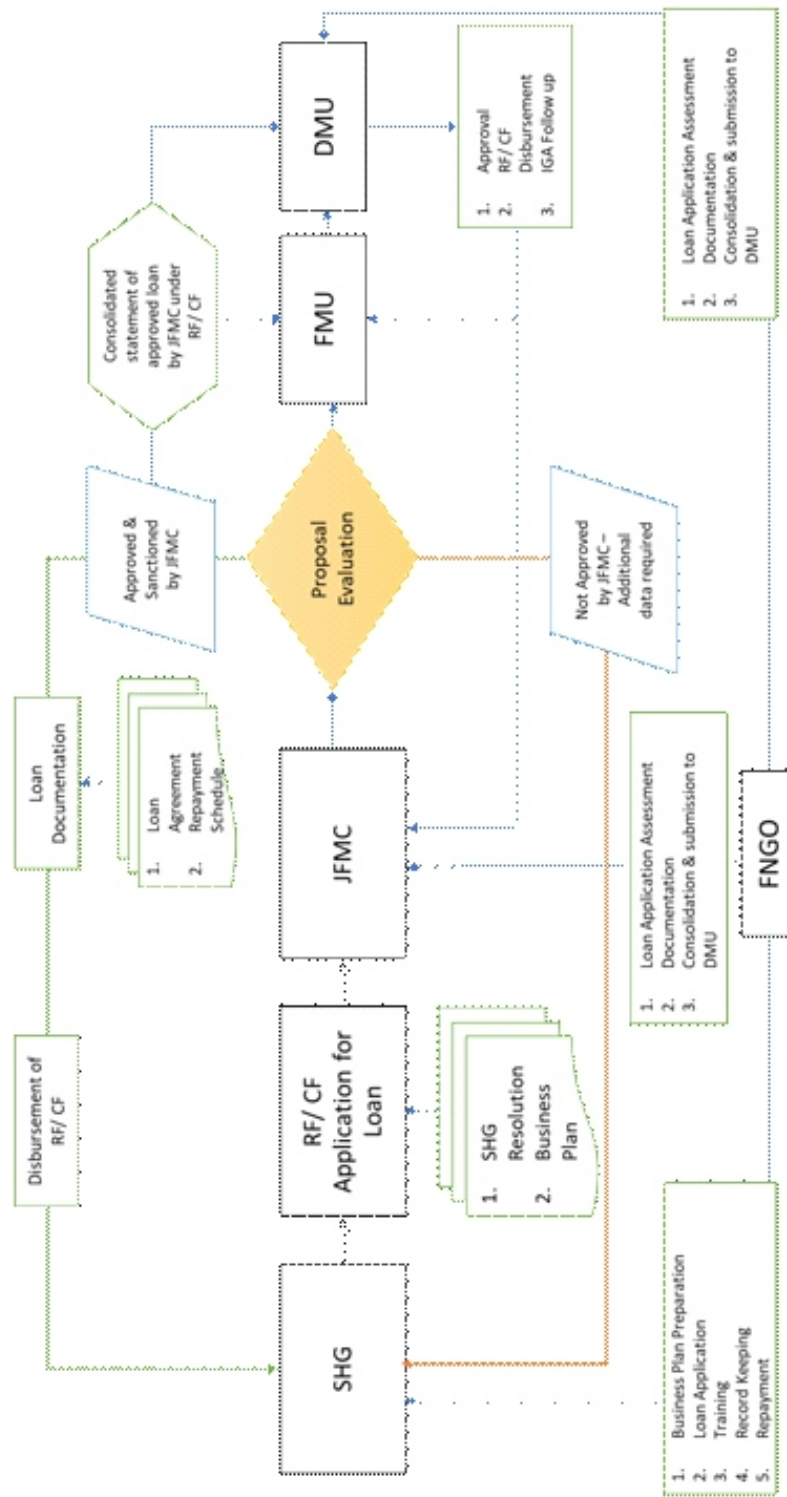 Disbursement of
RF/ CF
Loan
Documentation
1. Loan
Agreement
2. Repayment
Schedule
Approved &
Sanctioned
by JFMC
Consolidated
statement of
approved loan
by JFMC under
RF/ CF
SHG
RF/ CF
Application for
Loan
JFMC
Proposal
Evaluation
FMU
DMU
1. SHG
Resolution
2. Business
Plan
1. Approval
2. RF/ CF
Disbursement
3. IGA Follow up
Not Approved
by JFMC –
Additional
data required
1. Business Plan Preparation
2. Loan Application
3. Training
4. Record Keeping
5. Repayment
1. Loan Application Assessment
2. Documentation
3. Consolidation & submission to
DMU
FNGO
1. Loan Application Assessment
2. Documentation
3. Consolidation & submission to
DMU